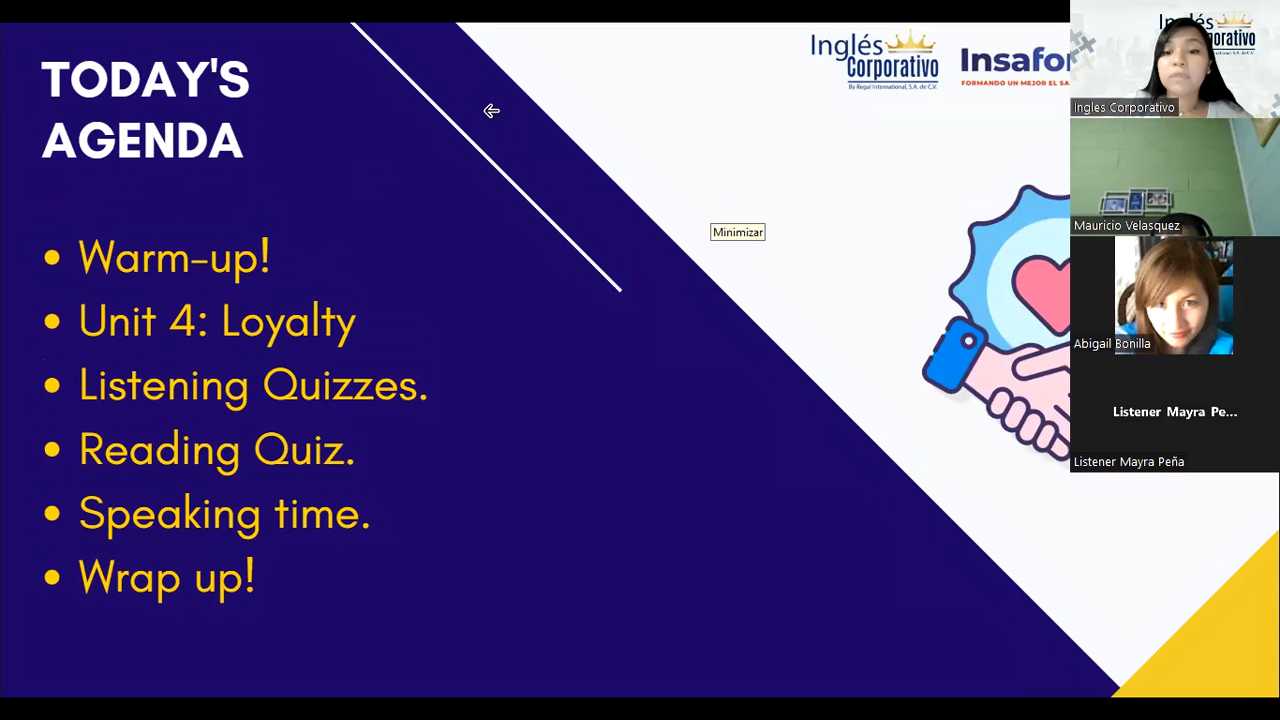 TODAY'S
AGENDA
Warm-up!
Unit 4: Loyalty
Listening Quizzes.
Reading Quiz.
Speaking time.
Wrap up!
Inglés
Corporativo
By Regal International, S.A. de C.V.
Insafor
FORMANDO UN MEJOR EL SA
Minimizar
Ingles Corporativo
Mauricio Velasquez
Abigail Bonilla
Listener Mayra Pe...
Listener Mayra Peña